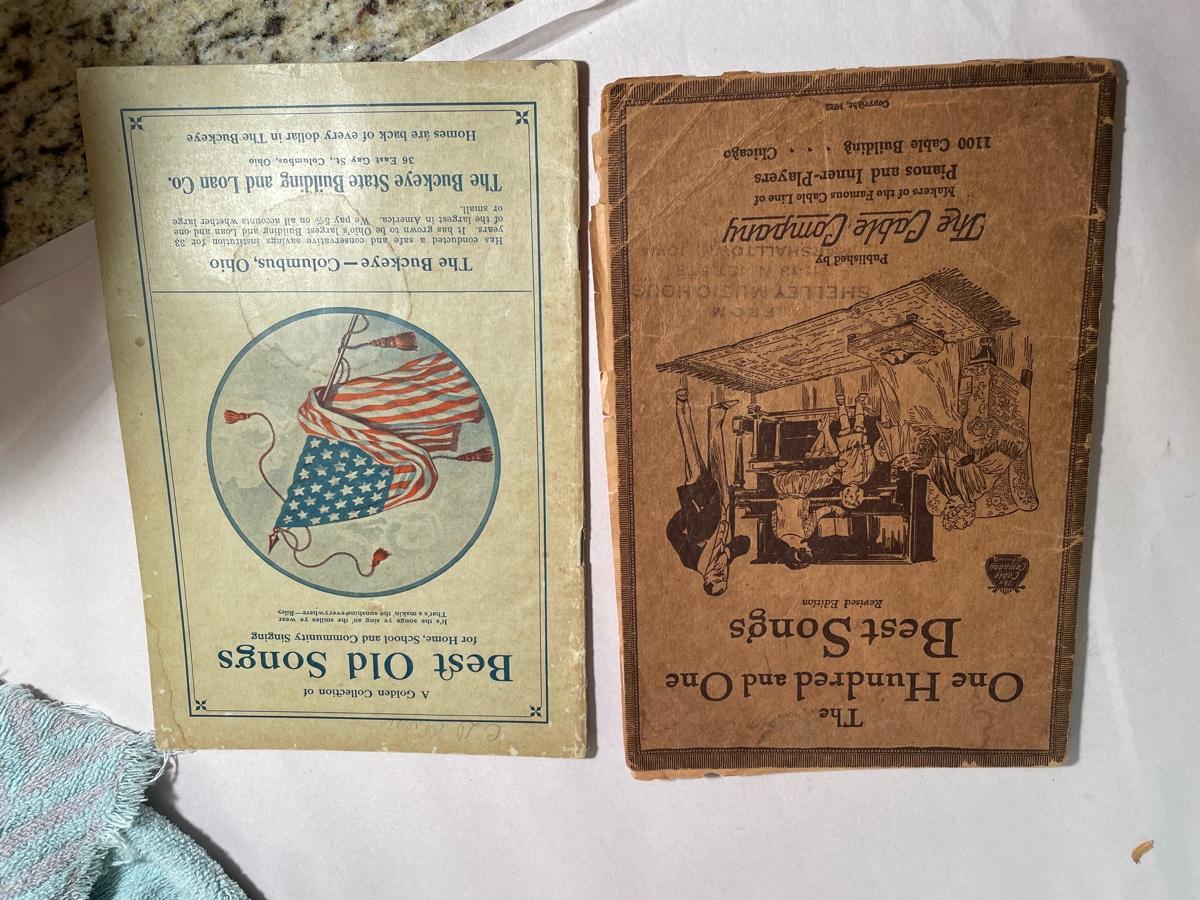 The
One Hundred and One
Best Songs
Revised Edition
The
Cable
Company
FROM
SHELLEY MUSIC HOUS
Published by
The Cable Company
Makers of the Famous Cable Line of
Pianos and Inner-Players
1100 Cable Building . . . Chicago
Copyright, 1922
A Golden Collection of
Best Old Songs
for Home, School and Community Singing
It's the songs ye sing an' the smiles ye wear
That's a makin' the sunshine everywhere—Riley
The Buckeye—Columbus, Ohio
Has conducted a safe and conservative savings institution for 33
years. It has grown to be Ohio's largest Building and Loan and one
of the largest in America. We pay 5% on all accounts whether large
or small.
The Buckeye State Building and Loan Co.
36 East Gay St., Columbus, Ohio
Homes are back of every dollar in The Buckeye